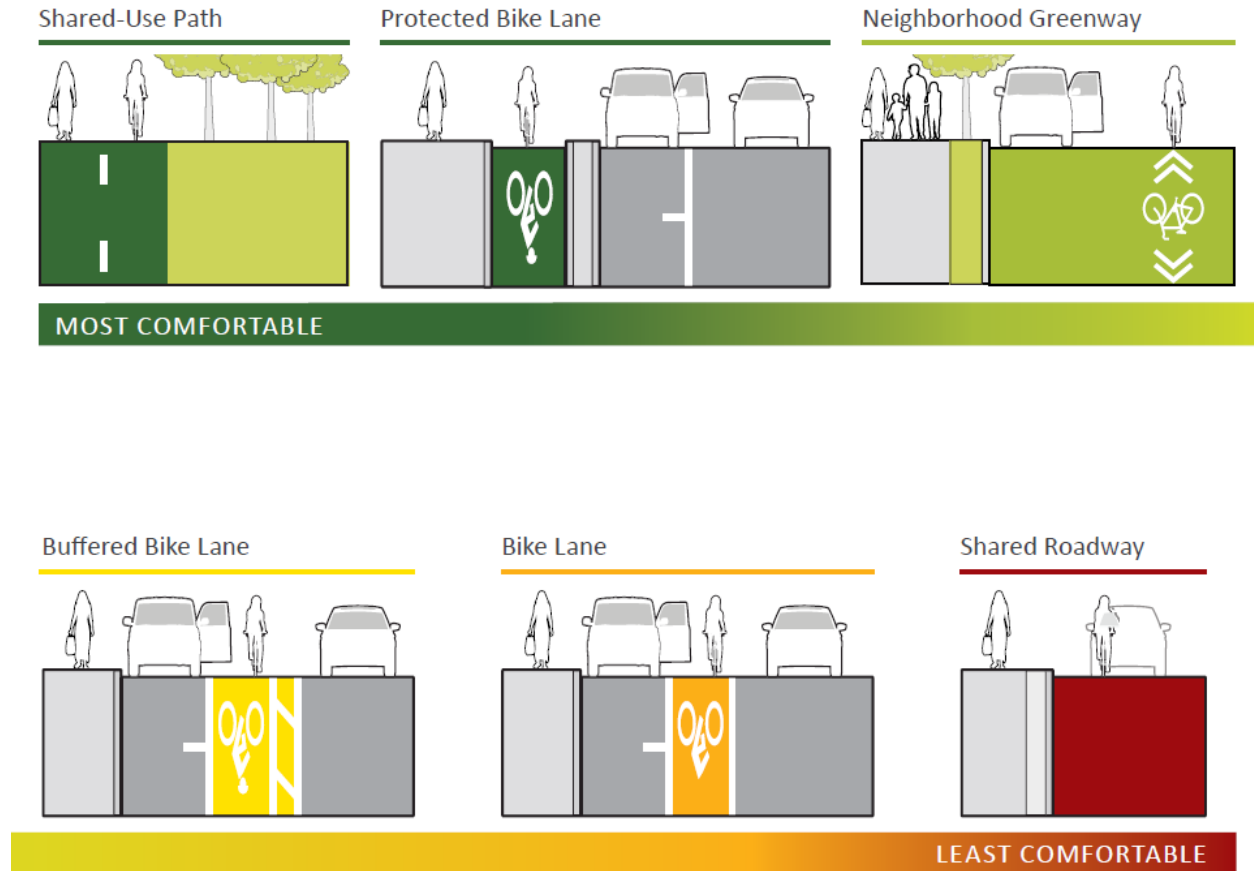 Shared-Use Path
Protected Bike Lane
Neighborhood Greenway
MOST COMFORTABLE
Buffered Bike Lane
Bike Lane
Shared Roadway
LEAST COMFORTABLE